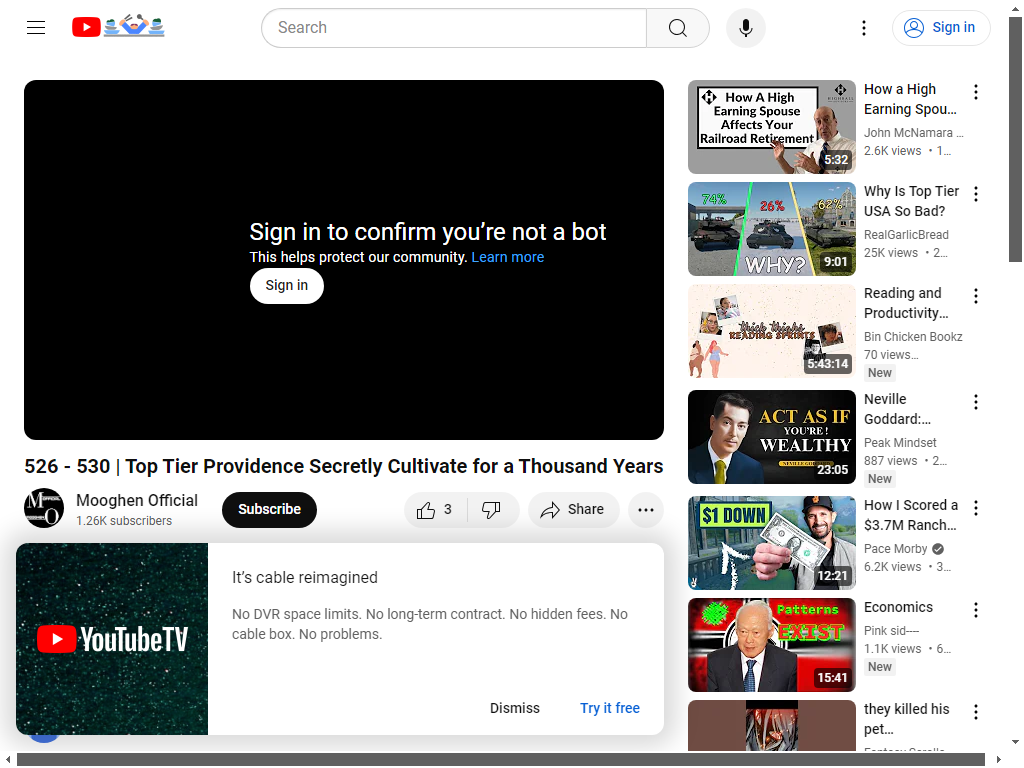 Search
Sign in
Sign in to confirm you’re not a bot
This helps protect our community. Learn more
Sign in
526 - 530 | Top Tier Providence Secretly Cultivate for a Thousand Years
Mooghen Official
1.26K subscribers
Subscribe
3
Share
YouTubeTV
It’s cable reimagined
No DVR space limits. No long-term contract. No hidden fees. No
cable box. No problems.
Dismiss
Try it free
How A High
Earning Spouse
Affects Your
Railroad Retirement
5:32
How a High
Earning Spou…
John McNamara …
2.6K views • 1…
74%
26%
62%
WHY?
9:01
Why Is Top Tier
USA So Bad?
RealGarlicBread
25K views • 2…
thick thighs
READING SPRINTS
5:43:14
Reading and
Productivity…
Bin Chicken Bookz
70 views…
New
ACT AS IF
YOU'RE!
WEALTHY
23:05
Neville
Goddard:…
Peak Mindset
887 views • 2…
New
$1 DOWN
12:21
How I Scored a
$3.7M Ranch…
Pace Morby
6.2K views • 3…
Patterns
EXIST
15:41
Economics
Pink sid----
1.1K views • 6…
New
they killed his
pet…